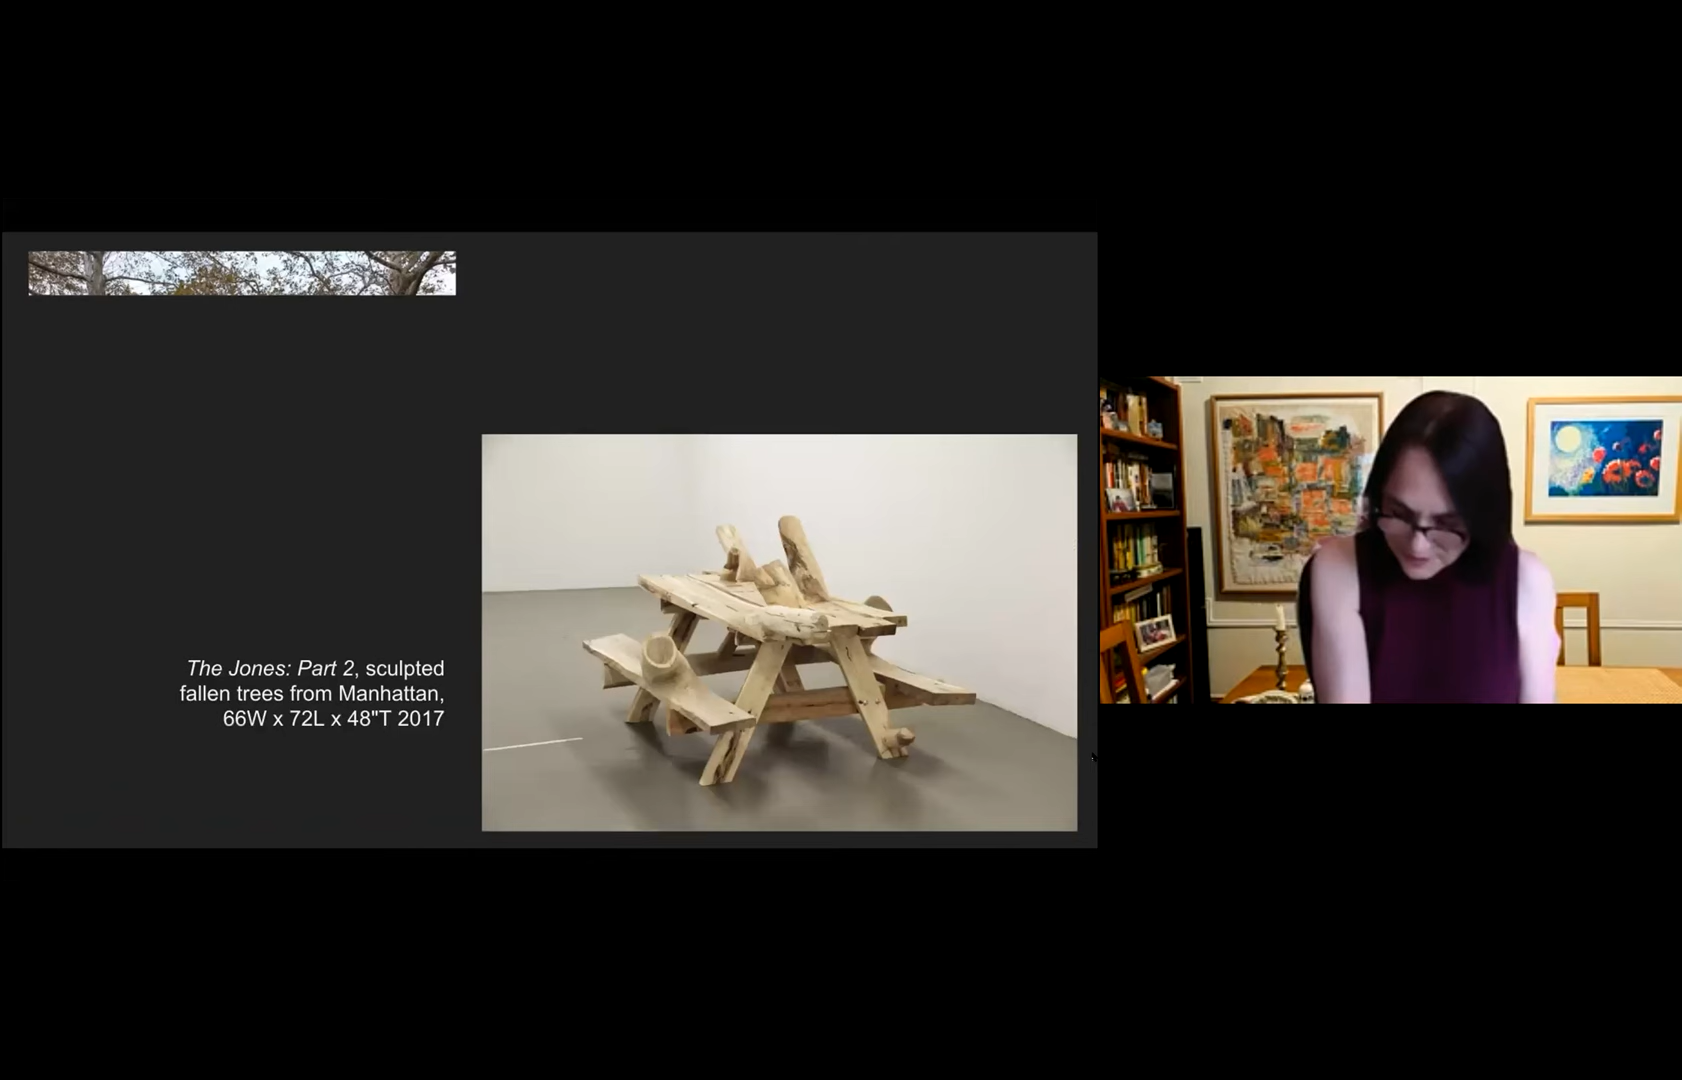 The Jones: Part 2, sculpted
fallen trees from Manhattan,
66W x 72L x 48"T 2017